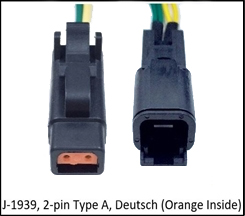 J-1939, 2-pin Type A, Deutsch (Orange Inside)